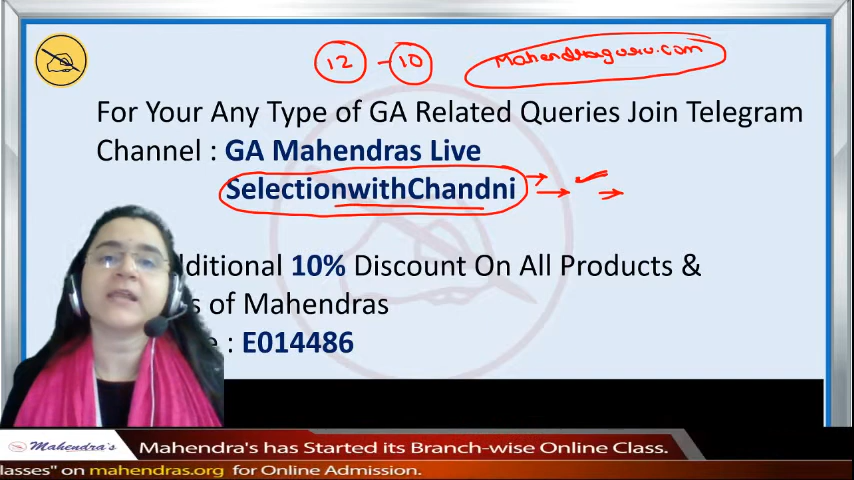 12 - 10 Mahendraguru.com
For Your Any Type of GA Related Queries Join Telegram
Channel : GA Mahendras Live
SelectionwithChandni
dditional 10% Discount On All Products &
s of Mahendras
e : E014486
Mahendra's Mahendra's has Started its Branch-wise Online Class.
lasses" on mahendras.org for Online Admission.